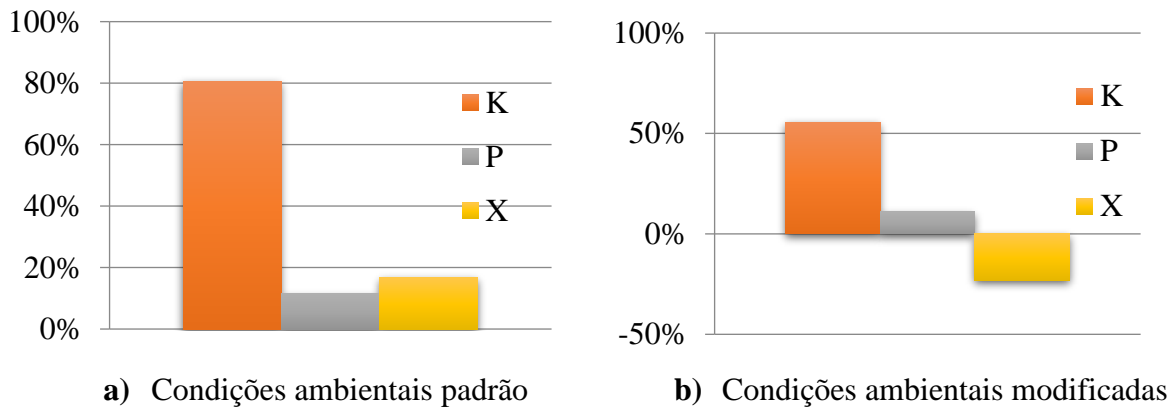 100%
80%
60%
40%
20%
0%
K
P
X
a) Condições ambientais padrão
100%
50%
0%
-50%
K
P
X
b) Condições ambientais modificadas